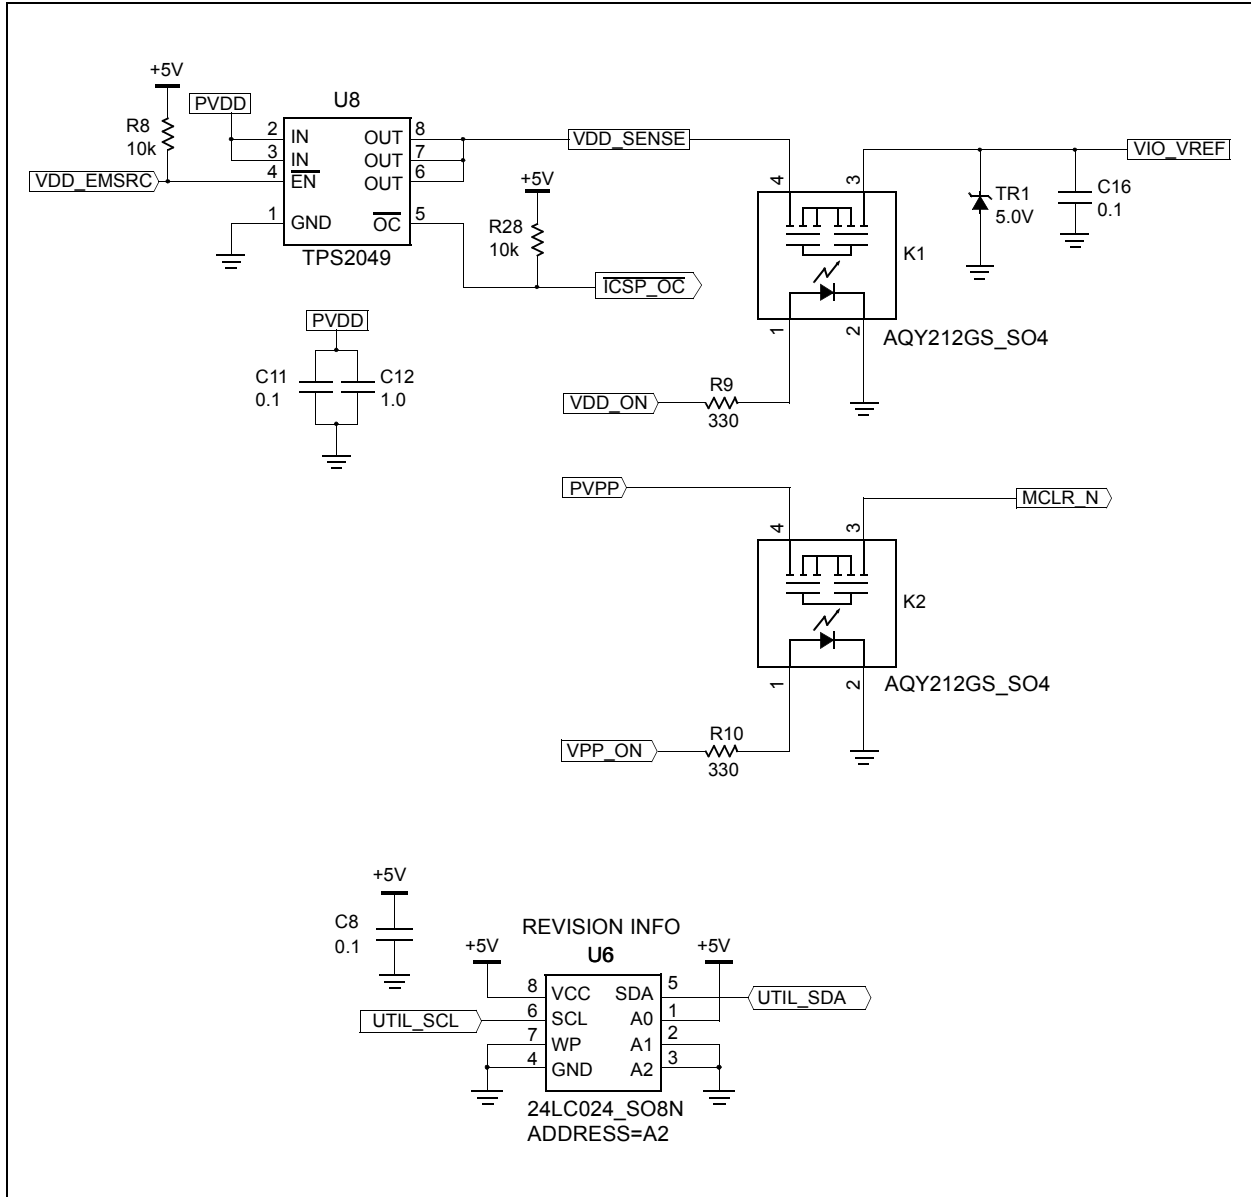 +5V
PVDD
U8
R8
10k
2 IN OUT 8
3 IN OUT 7
4 EN OUT 6
1 GND OC 5
TPS2049
VDD_EMSRC
VDD_SENSE
+5V
R28
10k
ICSP_OC
4 3
K1
1 2
AQY212GS_SO4
VIO_VREF
TR1
5.0V
C16
0.1
PVDD
C11
0.1
C12
1.0
VDD_ON
R9
330
PVPP
MCLR_N
4 3
K2
1 2
AQY212GS_SO4
VPP_ON
R10
330
+5V
C8
0.1
REVISION INFO
U6
+5V
+5V
8 VCC SDA 5
6 SCL A0 1
7 WP A1 2
4 GND A2 3
UTIL_SCL
UTIL_SDA
24LC024_SO8N
ADDRESS=A2